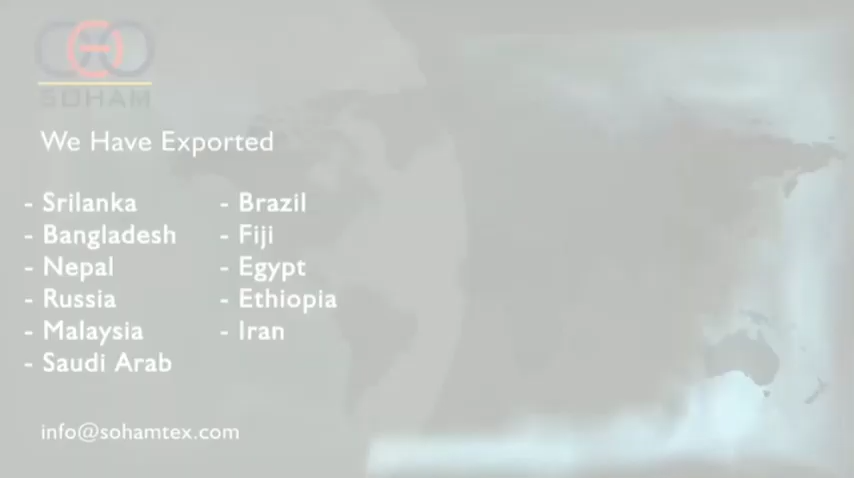 SOHAM
We Have Exported
- Srilanka
- Bangladesh
- Nepal
- Russia
- Malaysia
- Saudi Arab
- Brazil
- Fiji
- Egypt
- Ethiopia
- Iran
info@sohamtex.com